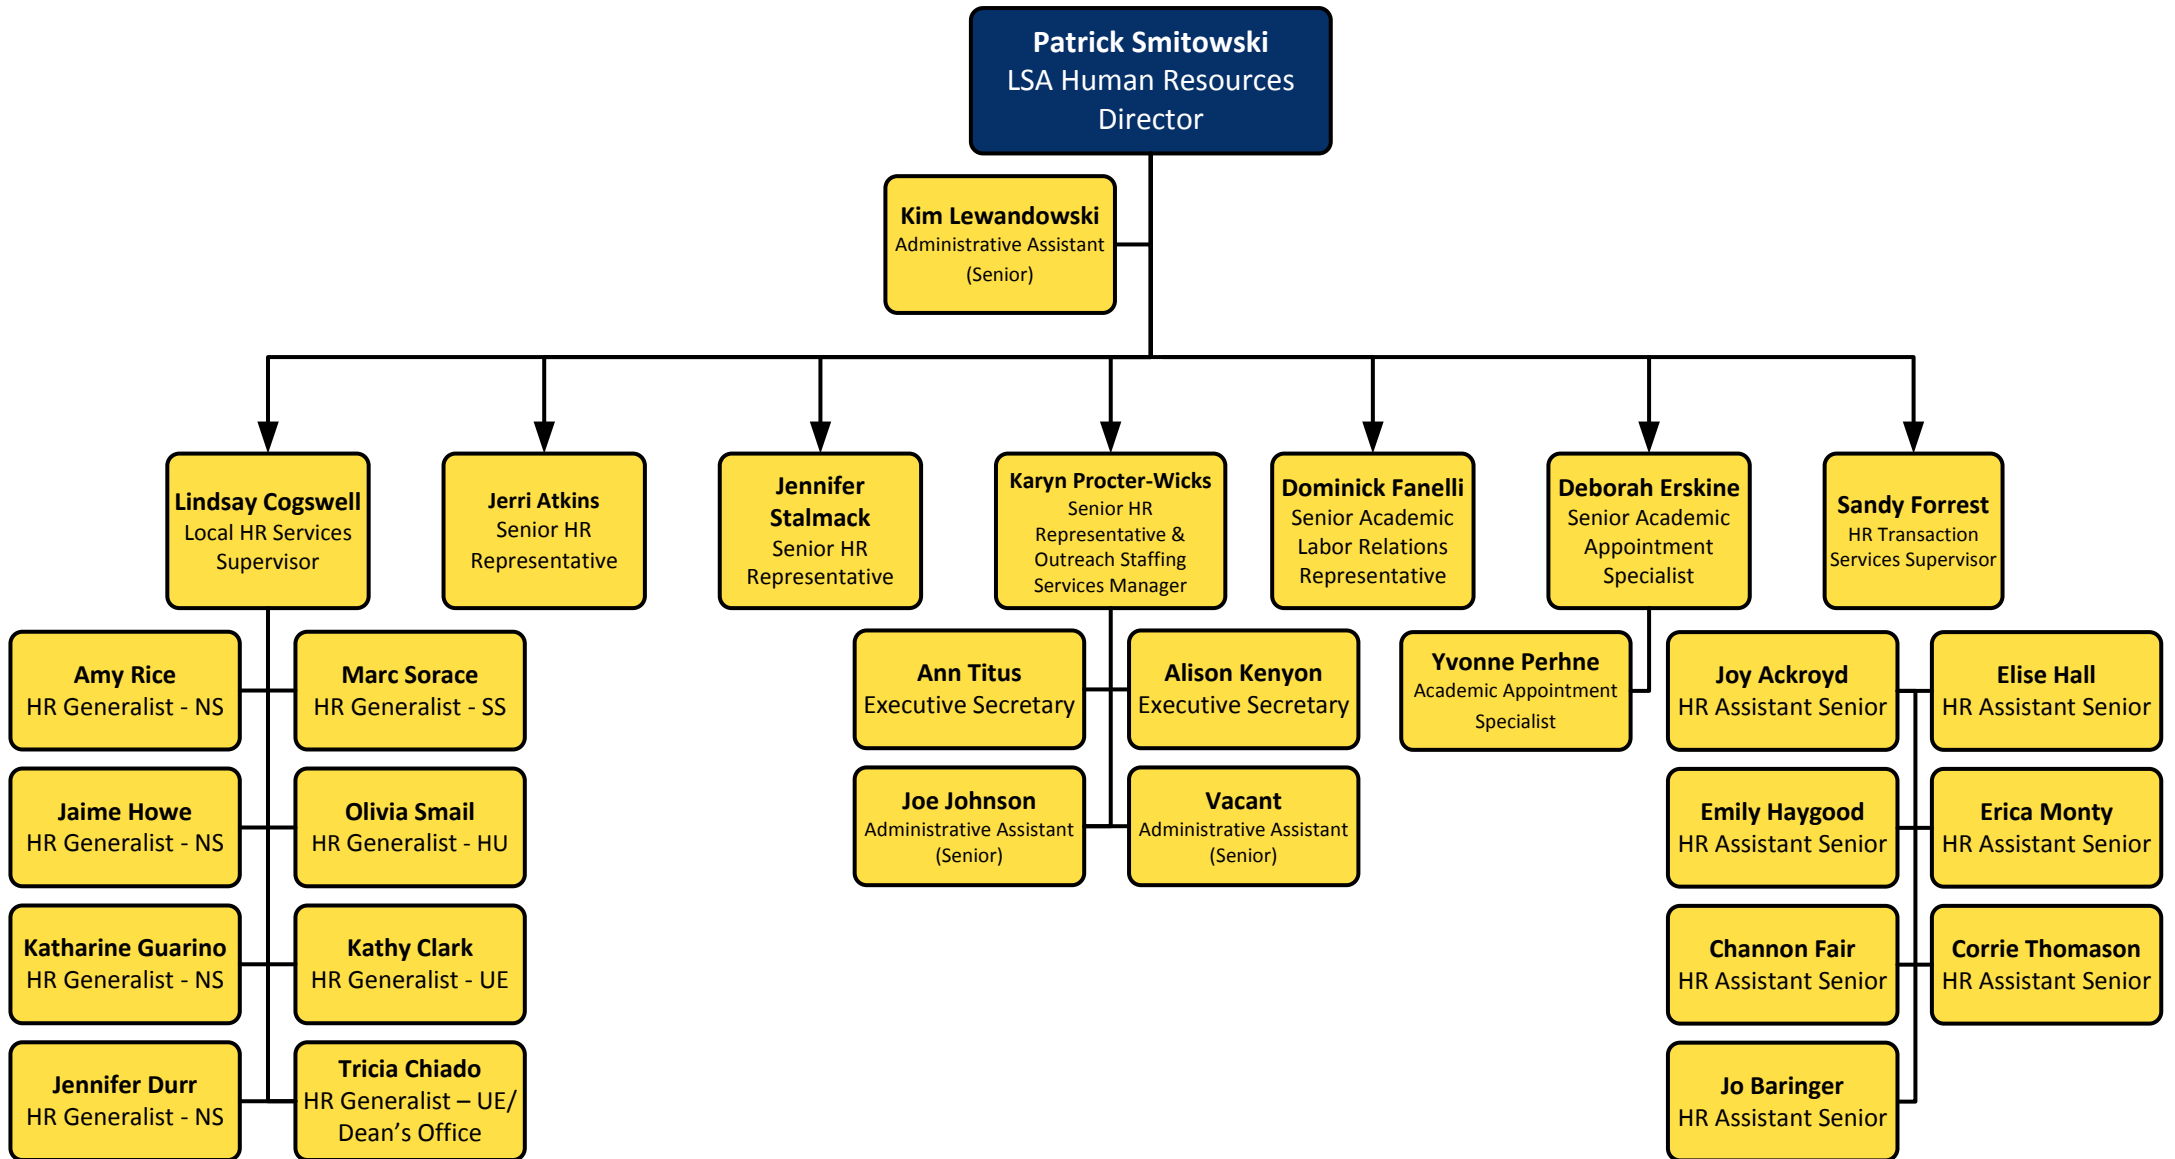 Patrick Smitowski
LSA Human Resources
Director
Kim Lewandowski
Administrative Assistant
(Senior)
Lindsay Cogswell
Local HR Services
Supervisor
Jerri Atkins
Senior HR
Representative
Jennifer
Stalmack
Senior HR
Representative
Karyn Procter-Wicks
Senior HR
Representative &
Outreach Staffing
Services Manager
Dominick Fanelli
Senior Academic
Labor Relations
Representative
Deborah Erskine
Senior Academic
Appointment
Specialist
Sandy Forrest
HR Transaction
Services Supervisor
Amy Rice
HR Generalist - NS
Marc Sorace
HR Generalist - SS
Jaime Howe
HR Generalist - NS
Olivia Smail
HR Generalist - HU
Katharine Guarino
HR Generalist - NS
Kathy Clark
HR Generalist - UE
Jennifer Durr
HR Generalist - NS
Tricia Chiado
HR Generalist – UE/
Dean’s Office
Ann Titus
Executive Secretary
Alison Kenyon
Executive Secretary
Joe Johnson
Administrative Assistant
(Senior)
Vacant
Administrative Assistant
(Senior)
Yvonne Perhne
Academic Appointment
Specialist
Joy Ackroyd
HR Assistant Senior
Elise Hall
HR Assistant Senior
Emily Haygood
HR Assistant Senior
Erica Monty
HR Assistant Senior
Channon Fair
HR Assistant Senior
Corrie Thomason
HR Assistant Senior
Jo Baringer
HR Assistant Senior